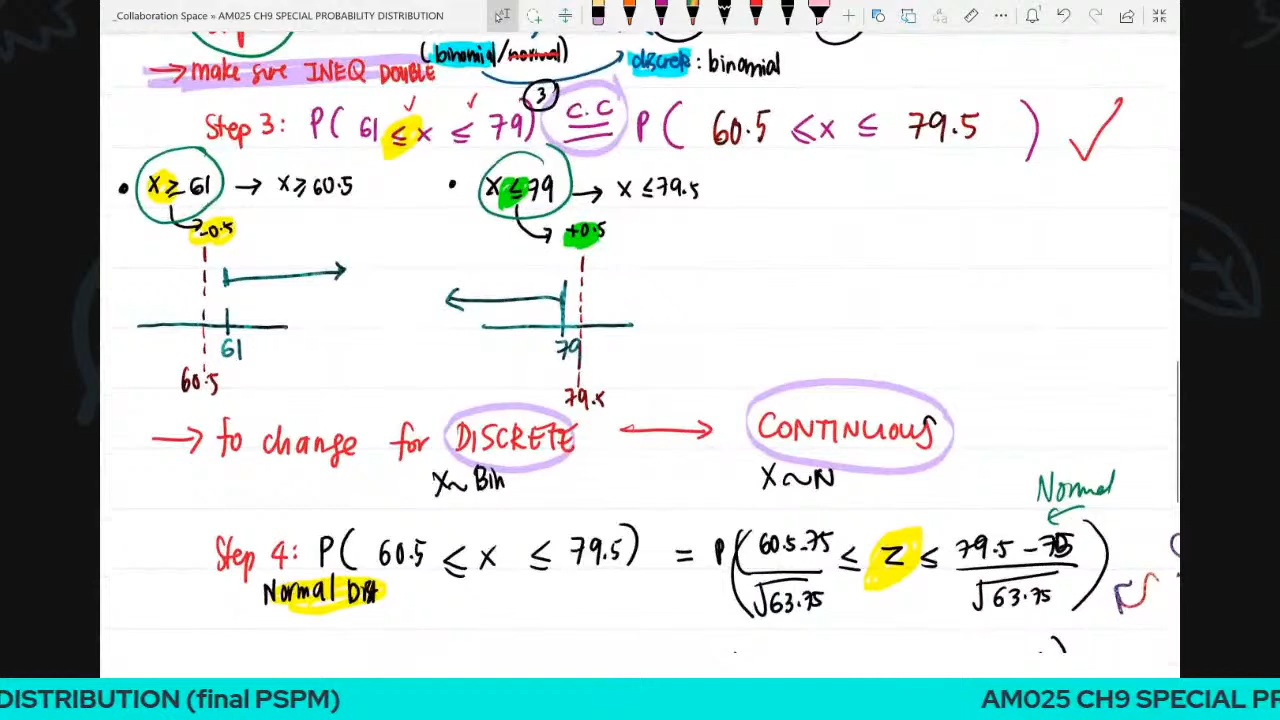 _Collaboration Space » AM025 CH9 SPECIAL PROBABILITY DISTRIBUTION
(binomial/normal) discrete : binomial
→ make sure INEQ DOUBLE
Step 3: P( 61 ≤ x ≤ 79) 3 C.C P( 60.5 ≤ x ≤ 79.5 ) ✓
• X ≥ 61 → X ≥ 60.5 • X ≤ 79 → X ≤ 79.5
-0.5 +0.5
61 79
60.5 79.5
→ to change for DISCRETE ⟷ CONTINUOUS
X ~ Bin X ~ N
Normal
Step 4: P( 60.5 ≤ x ≤ 79.5) = P( (60.5 - 75)/√63.75 ≤ Z ≤ (79.5 - 75)/√63.75 )
Normal Dist
DISTRIBUTION (final PSPM) AM025 CH9 SPECIAL PR